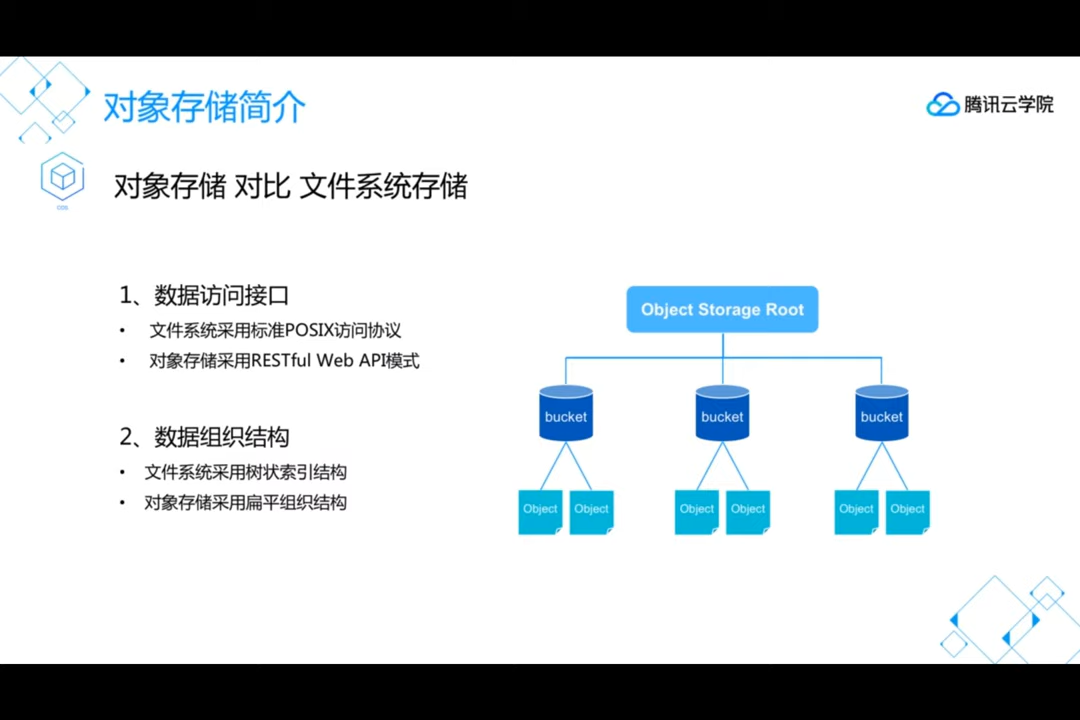 对象存储简介
腾讯云学院
COS
对象存储 对比 文件系统存储
1、数据访问接口
• 文件系统采用标准POSIX访问协议
• 对象存储采用RESTful Web API模式
2、数据组织结构
• 文件系统采用树状索引结构
• 对象存储采用扁平组织结构
Object Storage Root
bucket bucket bucket
Object Object Object Object Object Object